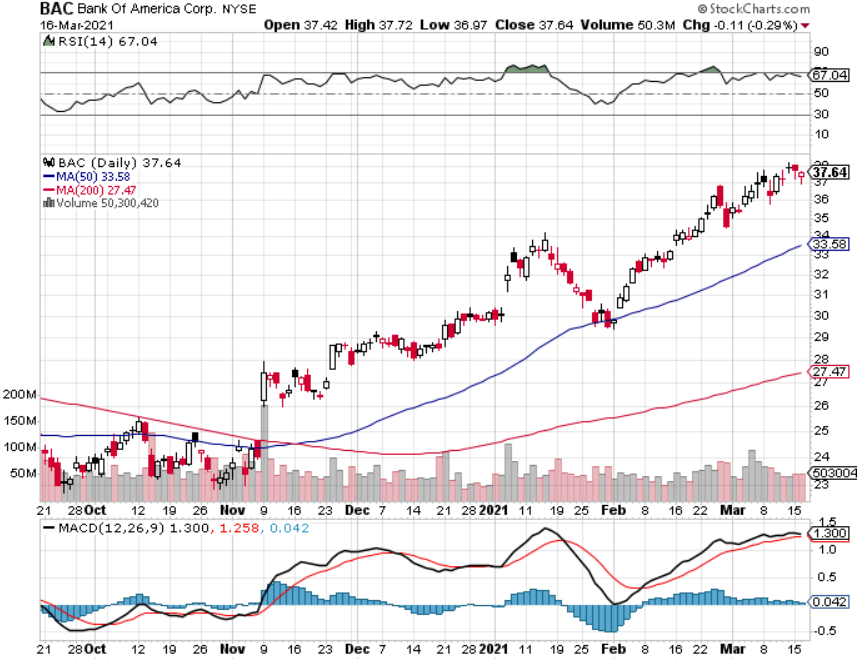 BAC Bank Of America Corp. NYSE
© StockCharts.com
16-Mar-2021
Open 37.42 High 37.72 Low 36.97 Close 37.64 Volume 50.3M Chg -0.11 (-0.29%)
RSI(14) 67.04
90
67.04
50
30
10
BAC (Daily) 37.64
MA(50) 33.58
MA(200) 27.47
Volume 50,300,420
37.64
37
36
35
34
33.58
33
32
31
30
29
28
27.47
27
26
25
24
23
200M
150M
100M
50M
503004
21 28 Oct 12 19 26 Nov 9 16 23 Dec 7 14 21 28 2021 11 19 25 Feb 8 16 22 Mar 8 15
MACD(12,26,9) 1.300, 1.258, 0.042
1.5
1.300
1.0
0.5
0.042
-0.5
21 28 Oct 12 19 26 Nov 9 16 23 Dec 7 14 21 28 2021 11 19 25 Feb 8 16 22 Mar 8 15